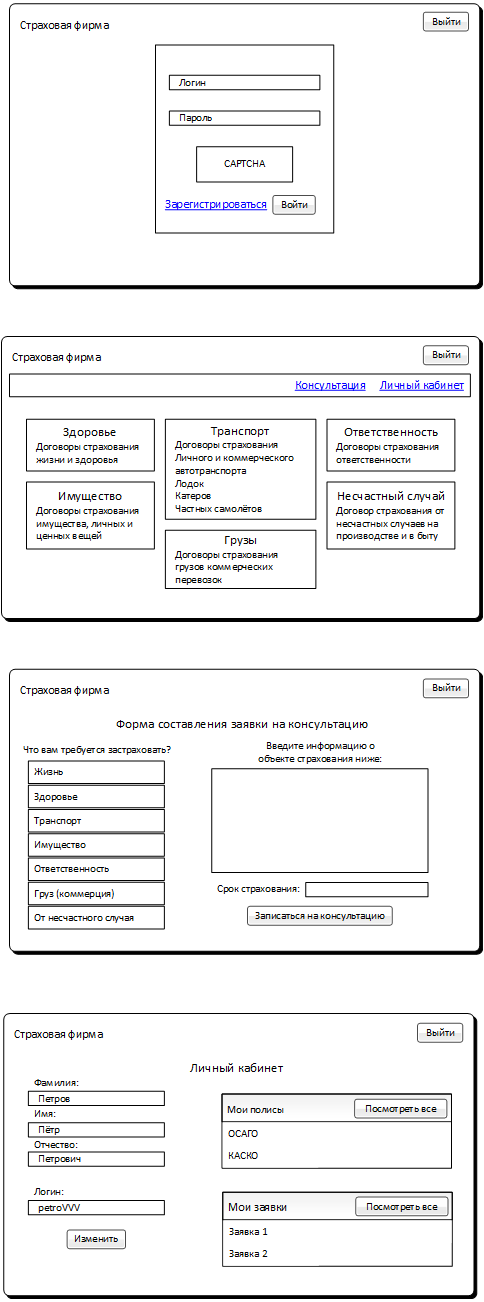 Страховая фирма
Выйти
Логин
Пароль
CAPTCHA
Зарегистрироваться
Войти
Страховая фирма
Выйти
Консультация
Личный кабинет
Здоровье
Договоры страхования
жизни и здоровья
Транспорт
Договоры страхования
Личного и коммерческого
автотранспорта
Лодок
Катеров
Частных самолётов
Ответственность
Договоры страхования
ответственности
Имущество
Договоры страхования
имущества, личных и
ценных вещей
Грузы
Договоры страхования
грузов коммерческих
перевозок
Несчастный случай
Договор страхования от
несчастных случаев на
производстве и в быту
Страховая фирма
Выйти
Форма составления заявки на консультацию
Что вам требуется застраховать?
Жизнь
Здоровье
Транспорт
Имущество
Ответственность
Груз (коммерция)
От несчастного случая
Введите информацию о
объекте страхования ниже:
Срок страхования:
Записаться на консультацию
Страховая фирма
Выйти
Личный кабинет
Фамилия:
Петров
Имя:
Пётр
Отчество:
Петрович
Логин:
petroVVV
Изменить
Мои полисы
Посмотреть все
ОСАГО
КАСКО
Мои заявки
Посмотреть все
Заявка 1
Заявка 2